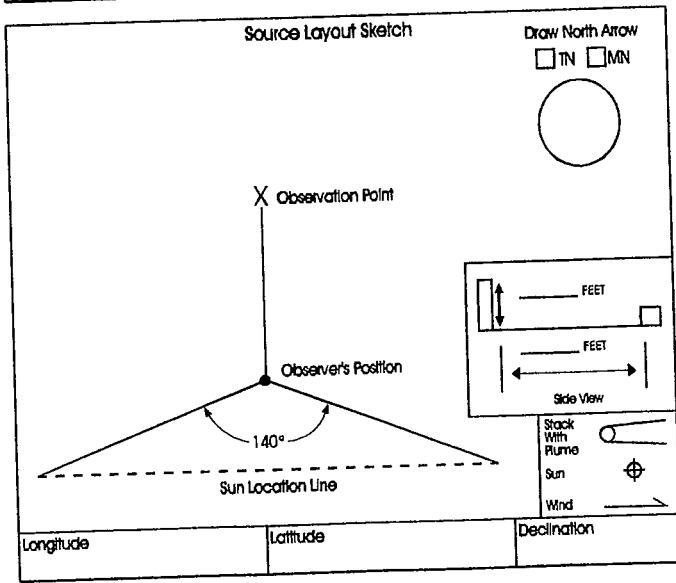 Source Layout Sketch
Draw North Arrow
TN MN
X Observation Point
FEET
FEET
Side View
Observer's Position
140°
Sun Location Line
Stack
With
Plume
Sun
Wind
Longitude
Latitude
Declination